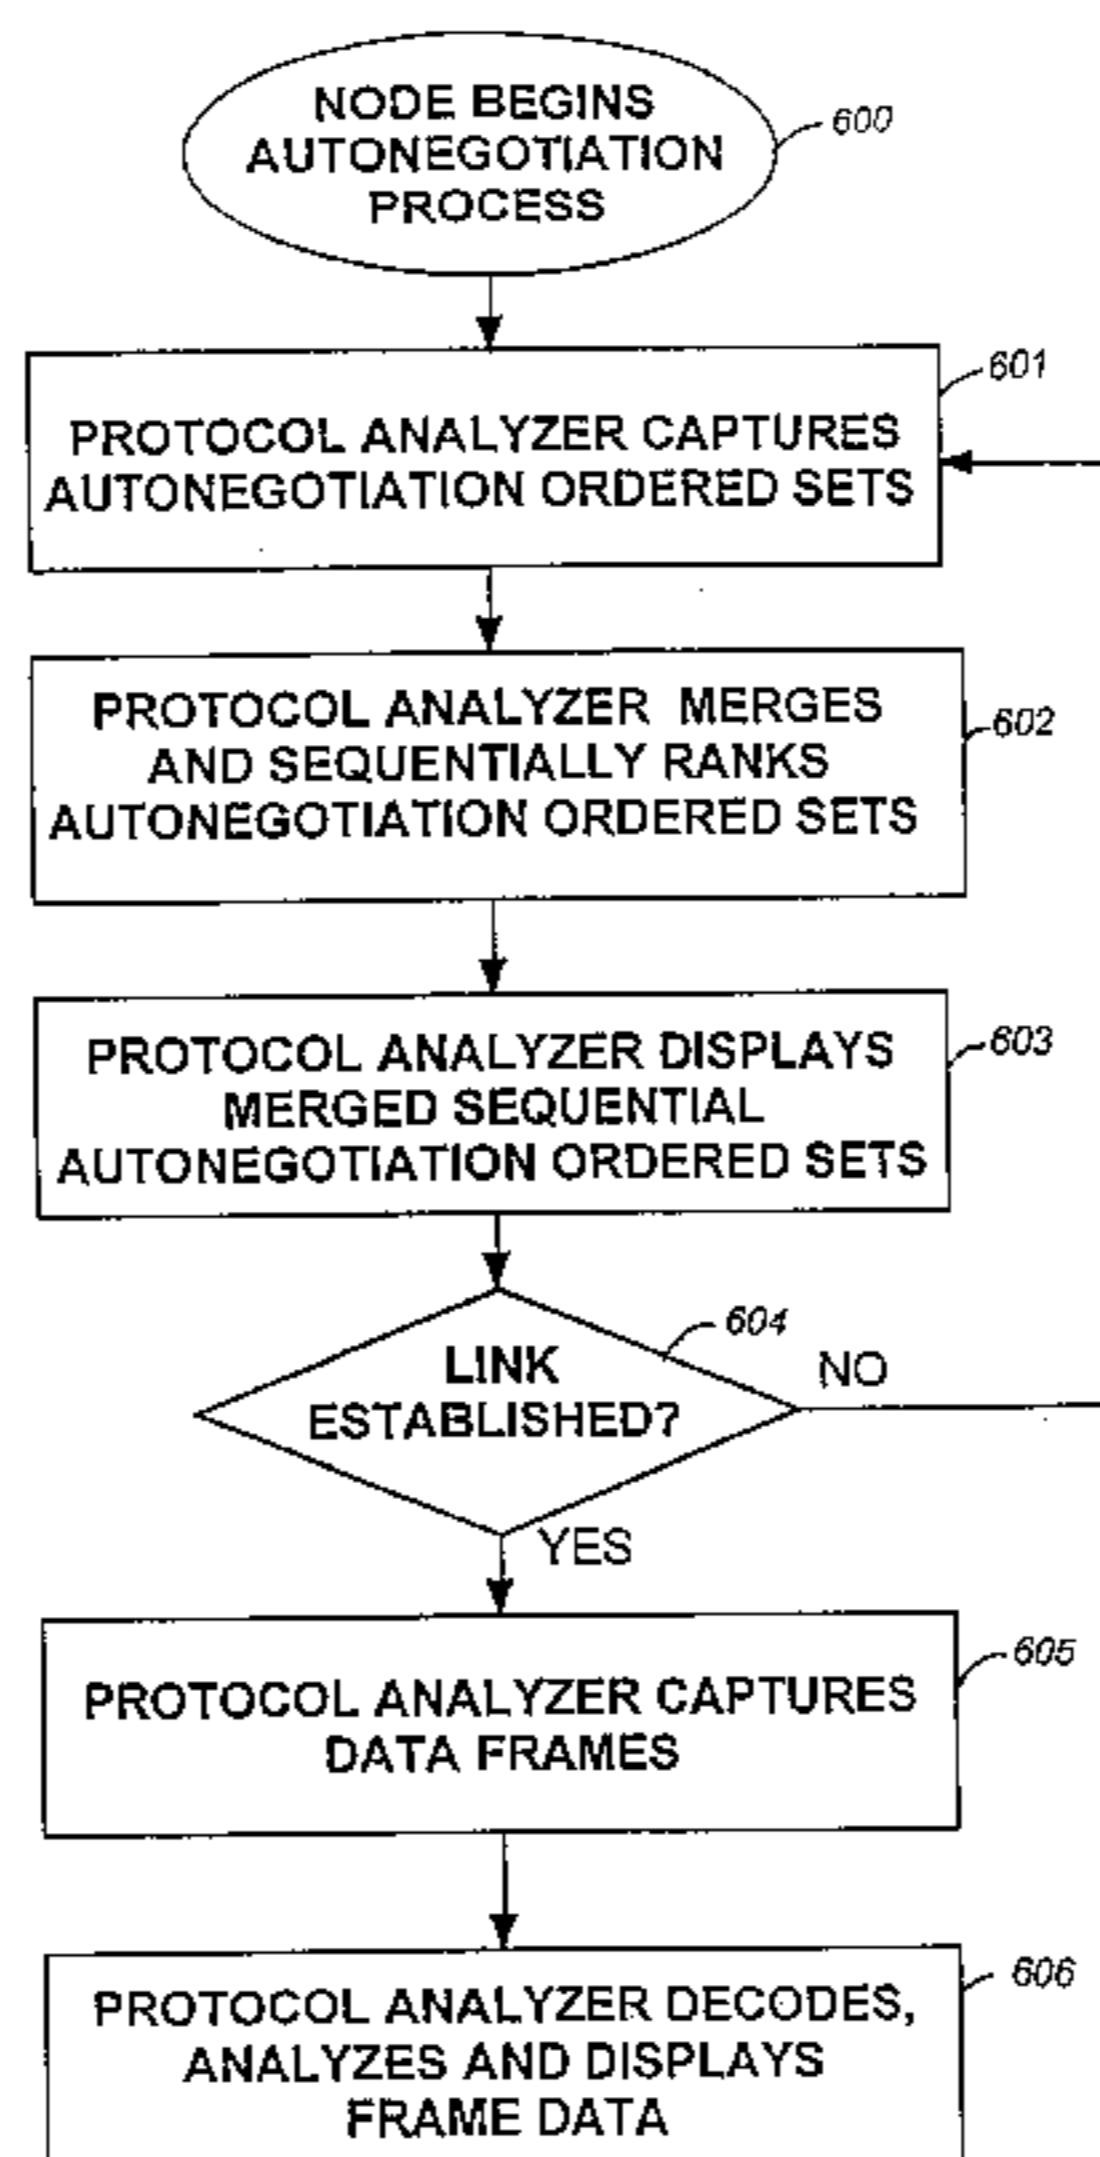 NODE BEGINS
AUTONEGOTIATION
PROCESS
600
601
PROTOCOL ANALYZER CAPTURES
AUTONEGOTIATION ORDERED SETS
602
PROTOCOL ANALYZER MERGES
AND SEQUENTIALLY RANKS
AUTONEGOTIATION ORDERED SETS
603
PROTOCOL ANALYZER DISPLAYS
MERGED SEQUENTIAL
AUTONEGOTIATION ORDERED SETS
604
LINK
ESTABLISHED?
NO
YES
605
PROTOCOL ANALYZER CAPTURES
DATA FRAMES
606
PROTOCOL ANALYZER DECODES,
ANALYZES AND DISPLAYS
FRAME DATA